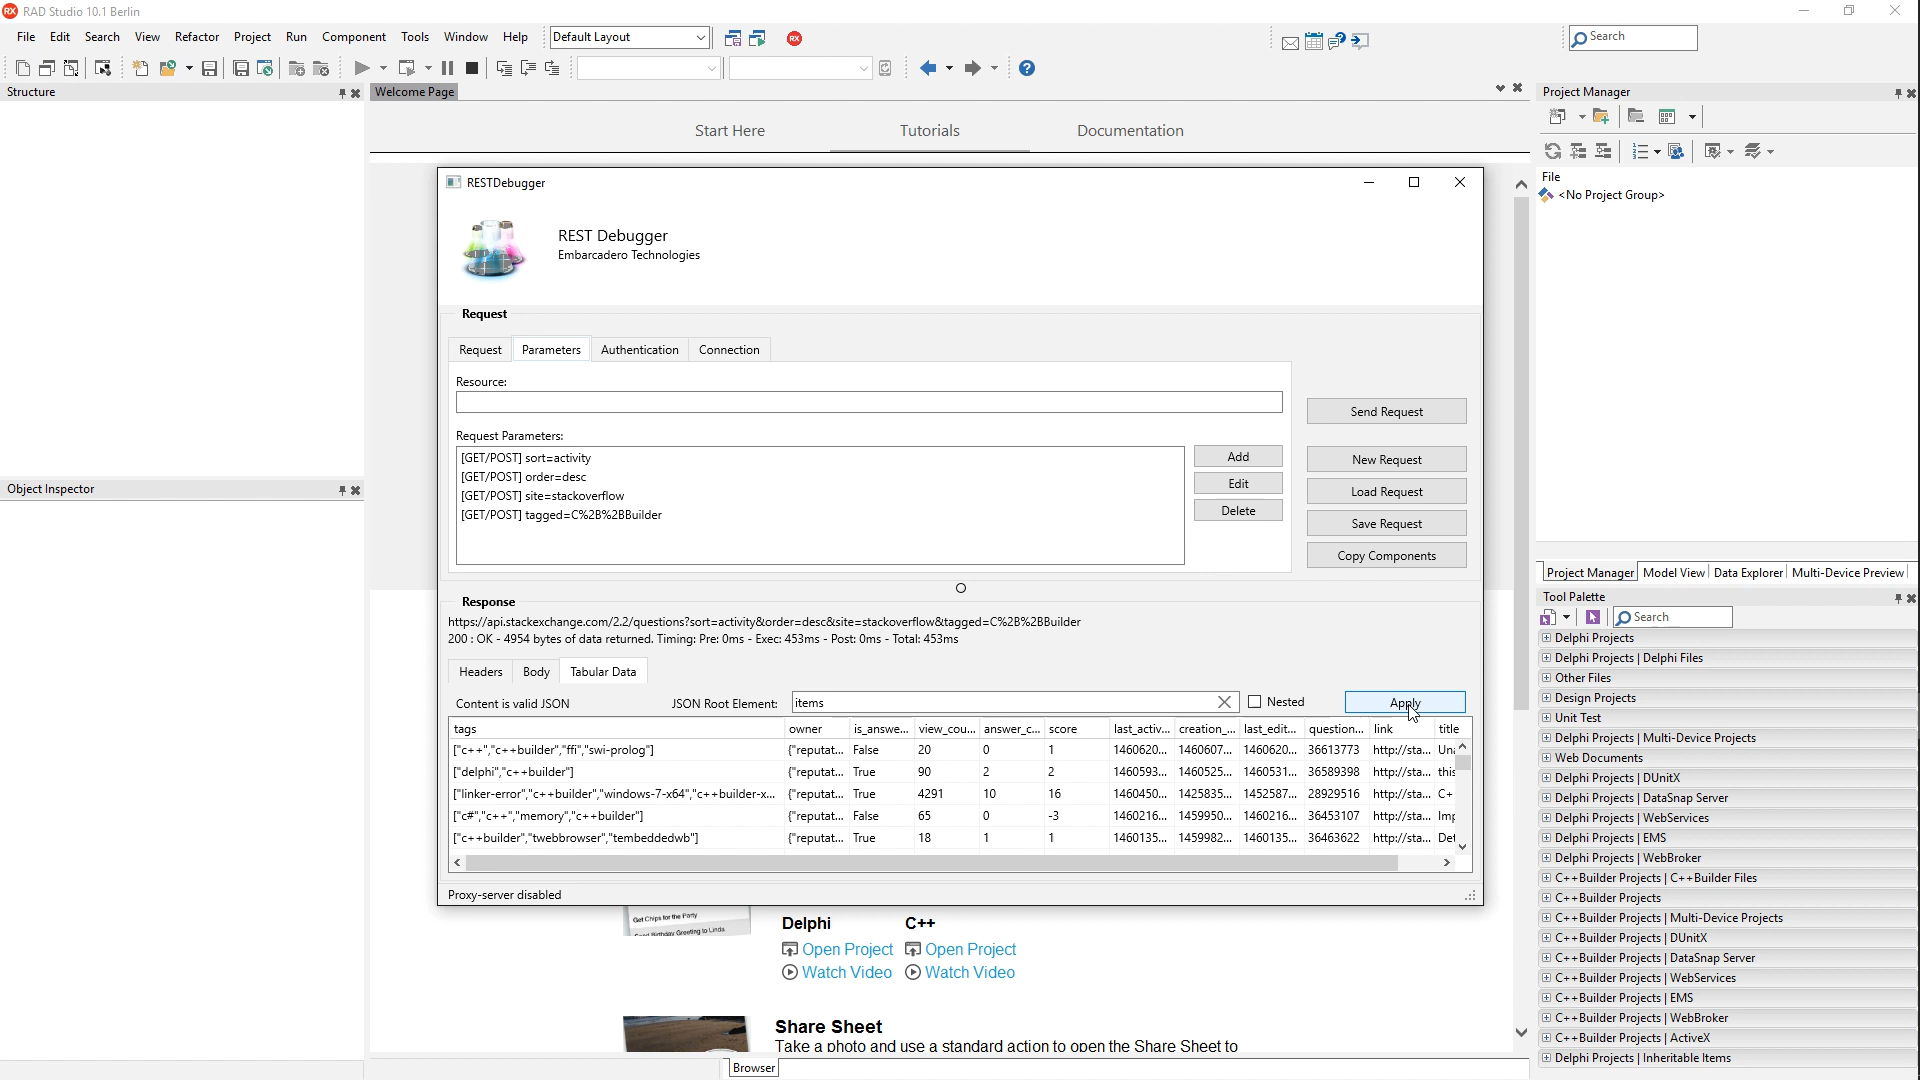 RAD Studio 10.1 Berlin
File Edit Search View Refactor Project Run Component Tools Window Help Default Layout Search
Structure
Welcome Page
Project Manager
Start Here Tutorials Documentation
File
<No Project Group>
RESTDebugger
REST Debugger
Embarcadero Technologies
Request
Request Parameters Authentication Connection
Resource:
Send Request
Request Parameters:
[GET/POST] sort=activity
[GET/POST] order=desc
[GET/POST] site=stackoverflow
[GET/POST] tagged=C%2B%2BBuilder
Add
Edit
Delete
New Request
Load Request
Save Request
Copy Components
Object Inspector
Response
https://api.stackexchange.com/2.2/questions?sort=activity&order=desc&site=stackoverflow&tagged=C%2B%2BBuilder
200 : OK - 4954 bytes of data returned. Timing: Pre: 0ms - Exec: 453ms - Post: 0ms - Total: 453ms
Headers Body Tabular Data
Content is valid JSON JSON Root Element: items Nested Apply
tags owner is_answe... view_cou... answer_c... score last_activ... creation_... last_edit... question... link title
["c++","c++builder","ffi","swi-prolog"] {"reputat... False 20 0 1 1460620... 1460607... 1460620... 36613773 http://sta... Una
["delphi","c++builder"] {"reputat... True 90 2 2 1460593... 1460525... 1460531... 36589398 http://sta... this
["linker-error","c++builder","windows-7-x64","c++builder-x... {"reputat... True 4291 10 16 1460450... 1425835... 1452587... 28929516 http://sta... C+
["c#","c++","memory","c++builder"] {"reputat... False 65 0 -3 1460216... 1459950... 1460216... 36453107 http://sta... Imp
["c++builder","twebbrowser","tembeddedwb"] {"reputat... True 18 1 1 1460135... 1459982... 1460135... 36463622 http://sta... Det
Proxy-server disabled
Get Chips for the Party
Send Birthday Greeting to Linda
Delphi C++
Open Project Open Project
Watch Video Watch Video
Share Sheet
Take a photo and use a standard action to open the Share Sheet to
Browser
Project Manager Model View Data Explorer Multi-Device Preview
Tool Palette
Search
Delphi Projects
Delphi Projects | Delphi Files
Other Files
Design Projects
Unit Test
Delphi Projects | Multi-Device Projects
Web Documents
Delphi Projects | DUnitX
Delphi Projects | DataSnap Server
Delphi Projects | WebServices
Delphi Projects | EMS
Delphi Projects | WebBroker
C++Builder Projects | C++Builder Files
C++Builder Projects
C++Builder Projects | Multi-Device Projects
C++Builder Projects | DUnitX
C++Builder Projects | DataSnap Server
C++Builder Projects | WebServices
C++Builder Projects | EMS
C++Builder Projects | WebBroker
C++Builder Projects | ActiveX
Delphi Projects | Inheritable Items